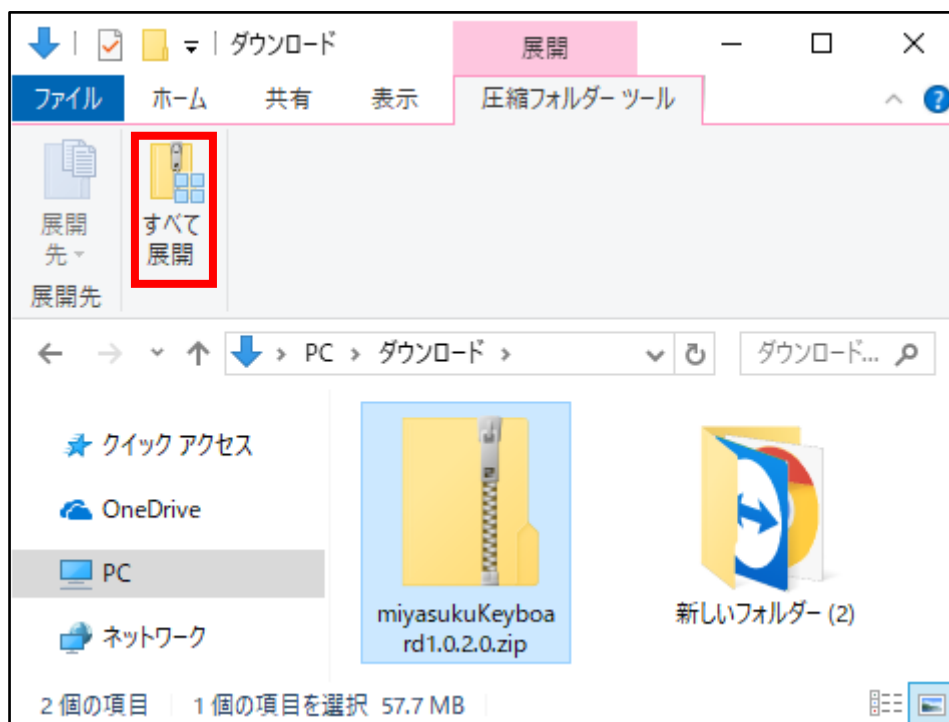 ダウンロード
展開
ファイル ホーム 共有 表示 圧縮フォルダー ツール
展開
先
すべて
展開
展開先
PC ダウンロード ダウンロード...
クイック アクセス
OneDrive
PC
ネットワーク
miyasukuKeyboa
rd1.0.2.0.zip
新しいフォルダー (2)
2 個の項目 1 個の項目を選択 57.7 MB